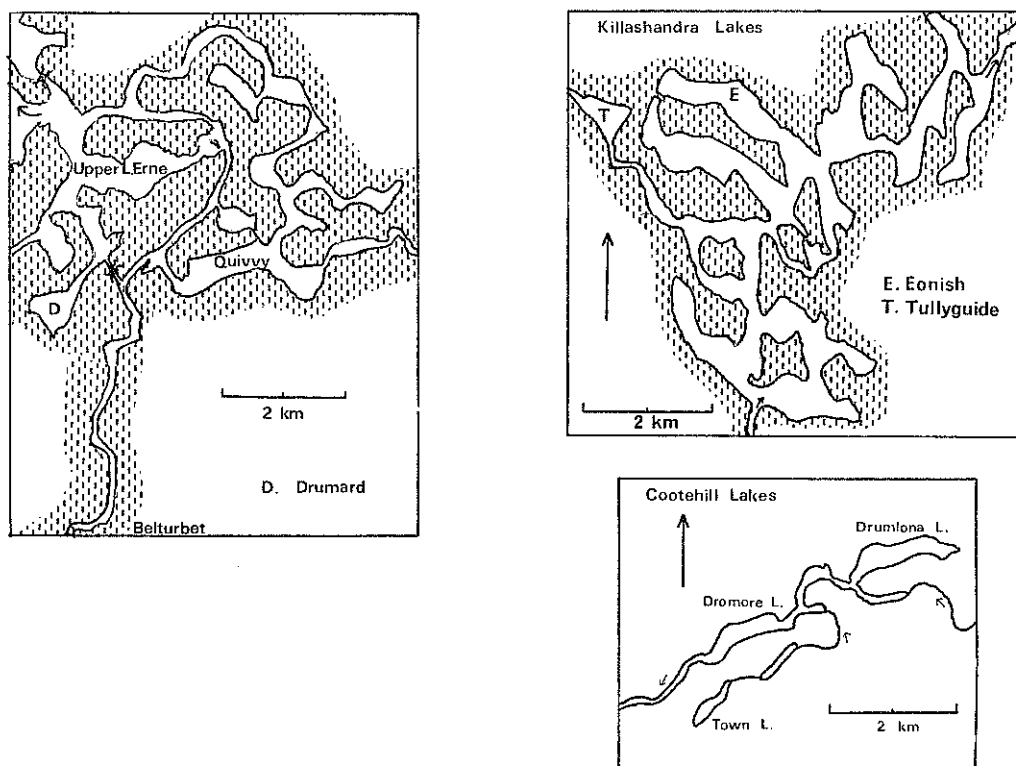 Upper L.Erne
Quivvy
D
2 km
D. Drumard
Belturbet
Killashandra Lakes
E
T
E. Eonish
T. Tullyguide
2 km
Cootehill Lakes
Drumlona L.
Dromore L.
Town L.
2 km